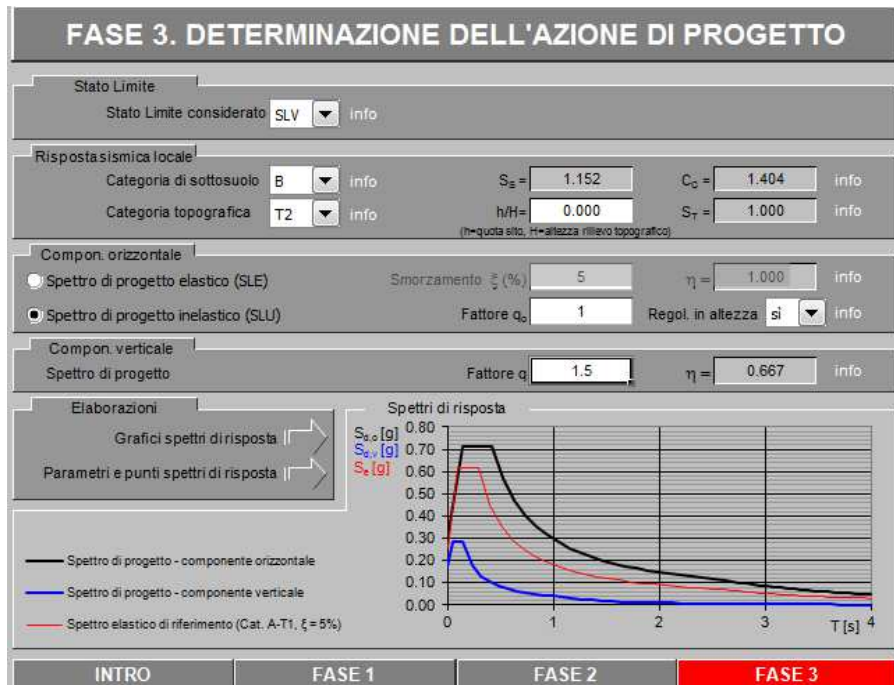 FASE 3. DETERMINAZIONE DELL'AZIONE DI PROGETTO
Stato Limite
Stato Limite considerato SLV info
Risposta sismica locale
Categoria di sottosuolo B info S_S = 1.152 C_C = 1.404 info
Categoria topografica T2 info h/H= 0.000 S_T = 1.000 info
(h=quota sito, H=altezza rilievo topografico)
Compon. orizzontale
Spettro di progetto elastico (SLE) Smorzamento ξ (%) 5 η = 1.000 info
Spettro di progetto inelastico (SLU) Fattore q_o 1 Regol. in altezza sì info
Compon. verticale
Spettro di progetto Fattore q 1.5 η = 0.667 info
Elaborazioni
Grafici spettri di risposta
Parametri e punti spettri di risposta
Spettri di risposta
S_d,o [g]
S_d,v [g]
S_e [g]
0.80
0.70
0.60
0.50
0.40
0.30
0.20
0.10
0.00
0 1 2 3 4
T [s]
Spettro di progetto - componente orizzontale
Spettro di progetto - componente verticale
Spettro elastico di riferimento (Cat. A-T1, ξ = 5%)
INTRO FASE 1 FASE 2 FASE 3